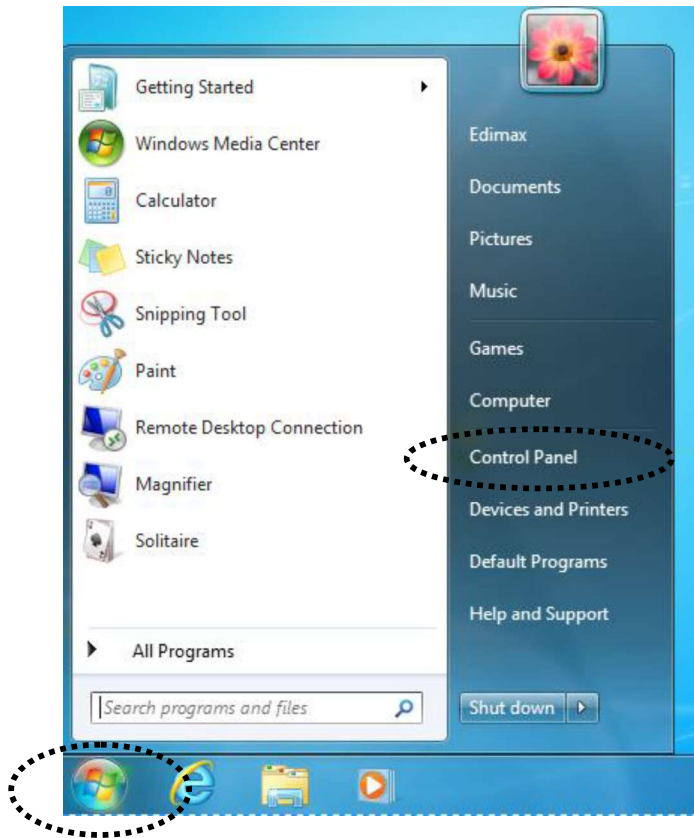 Getting Started
Windows Media Center
Calculator
Sticky Notes
Snipping Tool
Paint
Remote Desktop Connection
Magnifier
Solitaire
All Programs
Search programs and files
Edimax
Documents
Pictures
Music
Games
Computer
Control Panel
Devices and Printers
Default Programs
Help and Support
Shut down